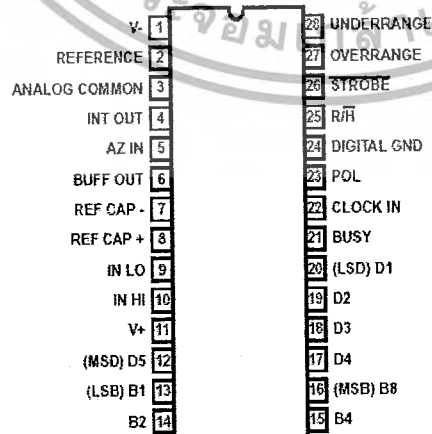 V- 1
REFERENCE 2
ANALOG COMMON 3
INT OUT 4
AZ IN 5
BUFF OUT 6
REF CAP - 7
REF CAP + 8
IN LO 9
IN HI 10
V+ 11
(MSD) D5 12
(LSB) B1 13
B2 14
28 UNDERRANGE
27 OVERRANGE
26 STROBE
25 R/H
24 DIGITAL GND
23 POL
22 CLOCK IN
21 BUSY
20 (LSD) D1
19 D2
18 D3
17 D4
16 (MSB) B8
15 B4